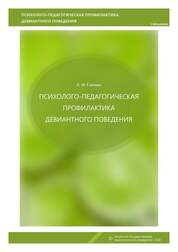 ПСИХОЛОГО-ПЕДАГОГИЧЕСКАЯ ПРОФИЛАКТИКА
ДЕВИАНТНОГО ПОВЕДЕНИЯ
ПСИХОЛОГО-ПЕДАГОГИЧЕСКАЯ
ПРОФИЛАКТИКА
ДЕВИАНТНОГО ПОВЕДЕНИЯ